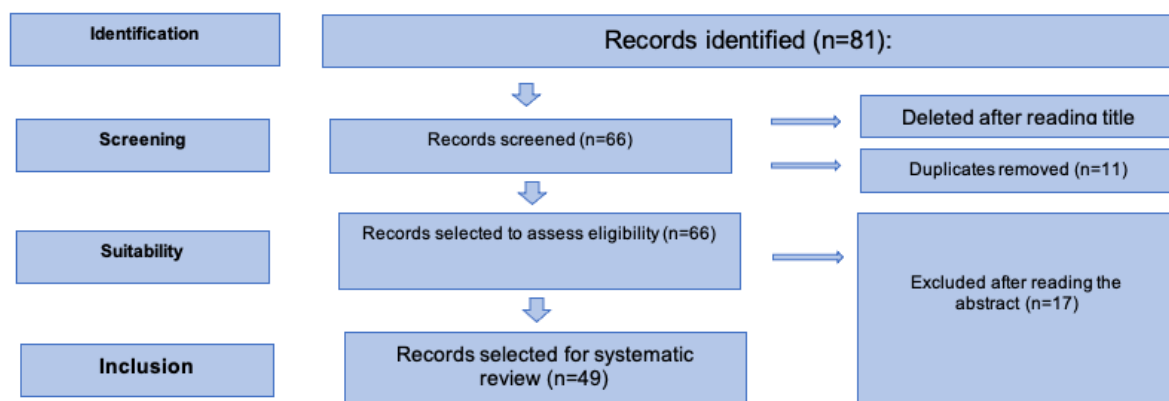 Identification
Records identified (n=81):
Screening
Records screened (n=66)
Deleted after reading title
Duplicates removed (n=11)
Suitability
Records selected to assess eligibility (n=66)
Excluded after reading the
abstract (n=17)
Inclusion
Records selected for systematic
review (n=49)